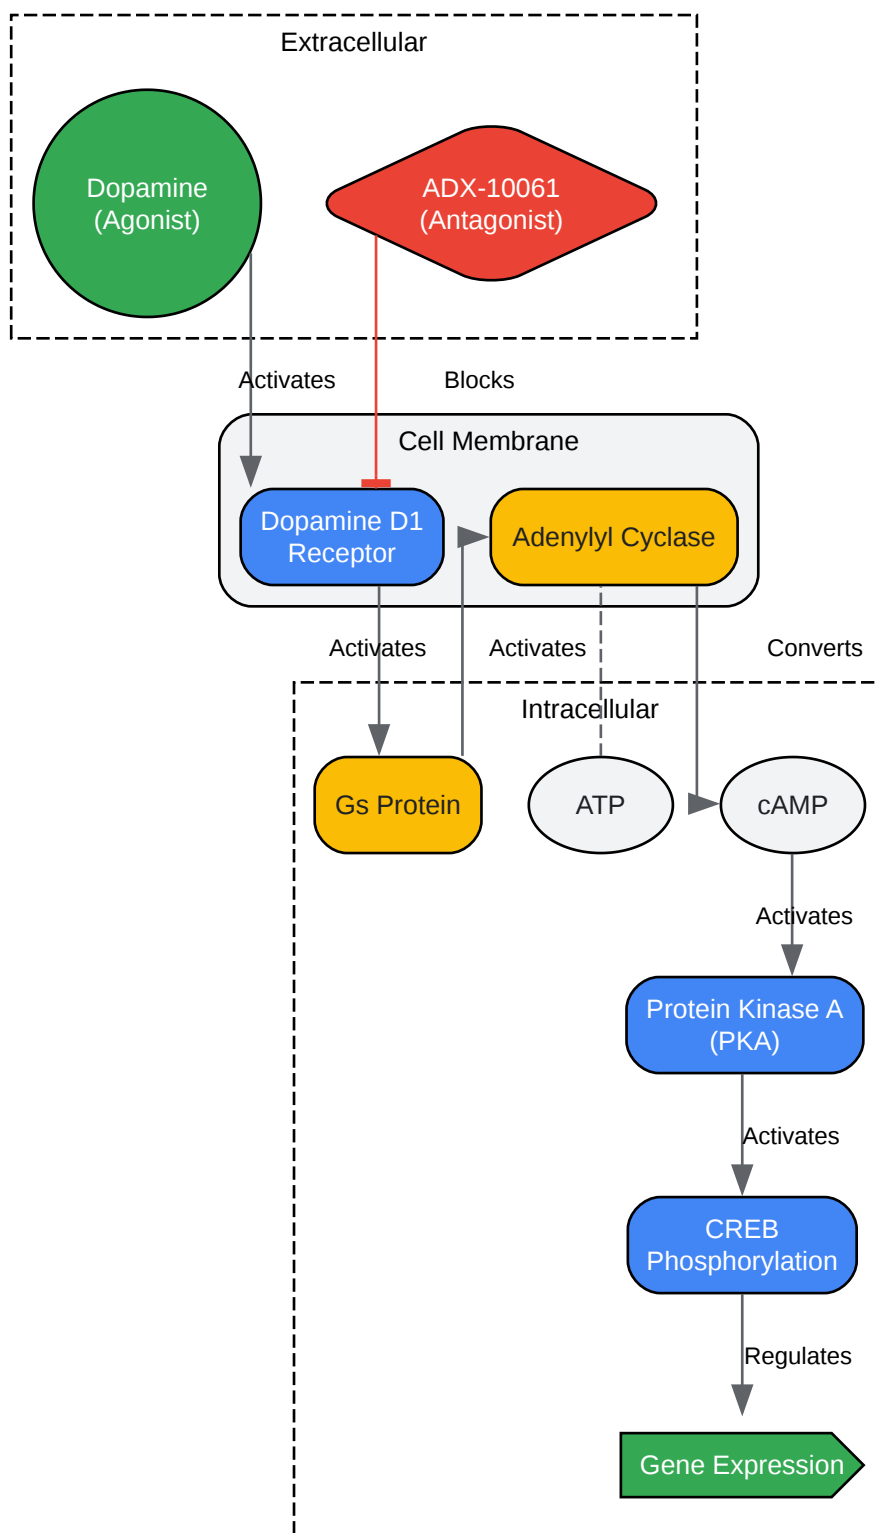 Extracellular
Dopamine
(Agonist)
ADX-10061
(Antagonist)
Activates
Blocks
Cell Membrane
Dopamine D1
Receptor
Adenylyl Cyclase
Activates
Activates
Converts
Intracellular
Gs Protein
ATP
cAMP
Activates
Protein Kinase A
(PKA)
Activates
CREB
Phosphorylation
Regulates
Gene Expression